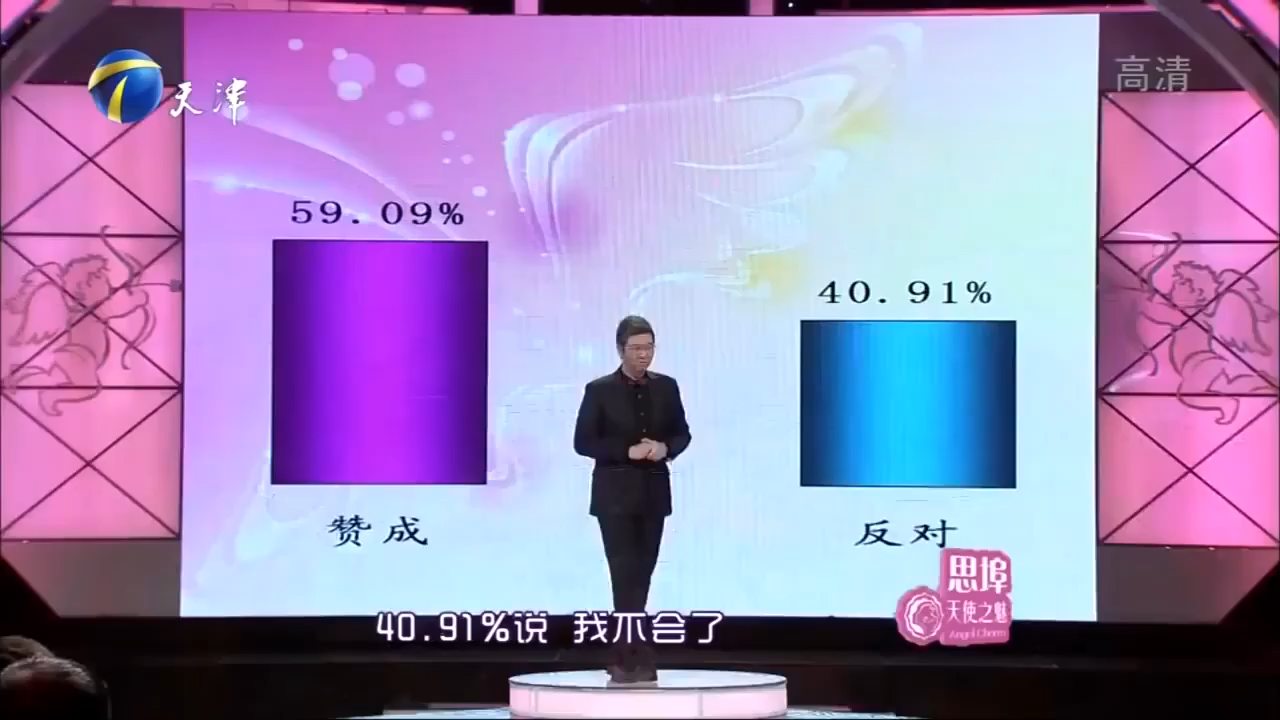 天津
高清
59.09%
40.91%
赞成
反对
思埠
天使之魅
Angel Charm
40.91%说 我不会了